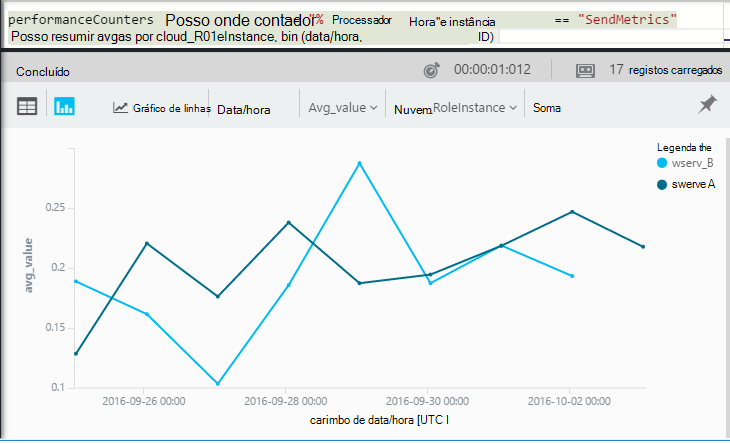 performanceCounters Posso onde contador "% Processador Hora"e instância == "SendMetrics"
Posso resumir avgas por cloud_R01eInstance, bin (data/hora, ID)
Concluído 00:00:01:012 17 registos carregados
Gráfico de linhas Data/hora Avg_value Nuvem RoleInstance Soma
Legenda the
wserv_B
swerve A
0.25
0.2
0.15
0.1
avg_value
2016-09-26 00:00 2016-09-28 00:00 2016-09-30 00:00 2016-10-02 00:00
carimbo de data/hora [UTC I